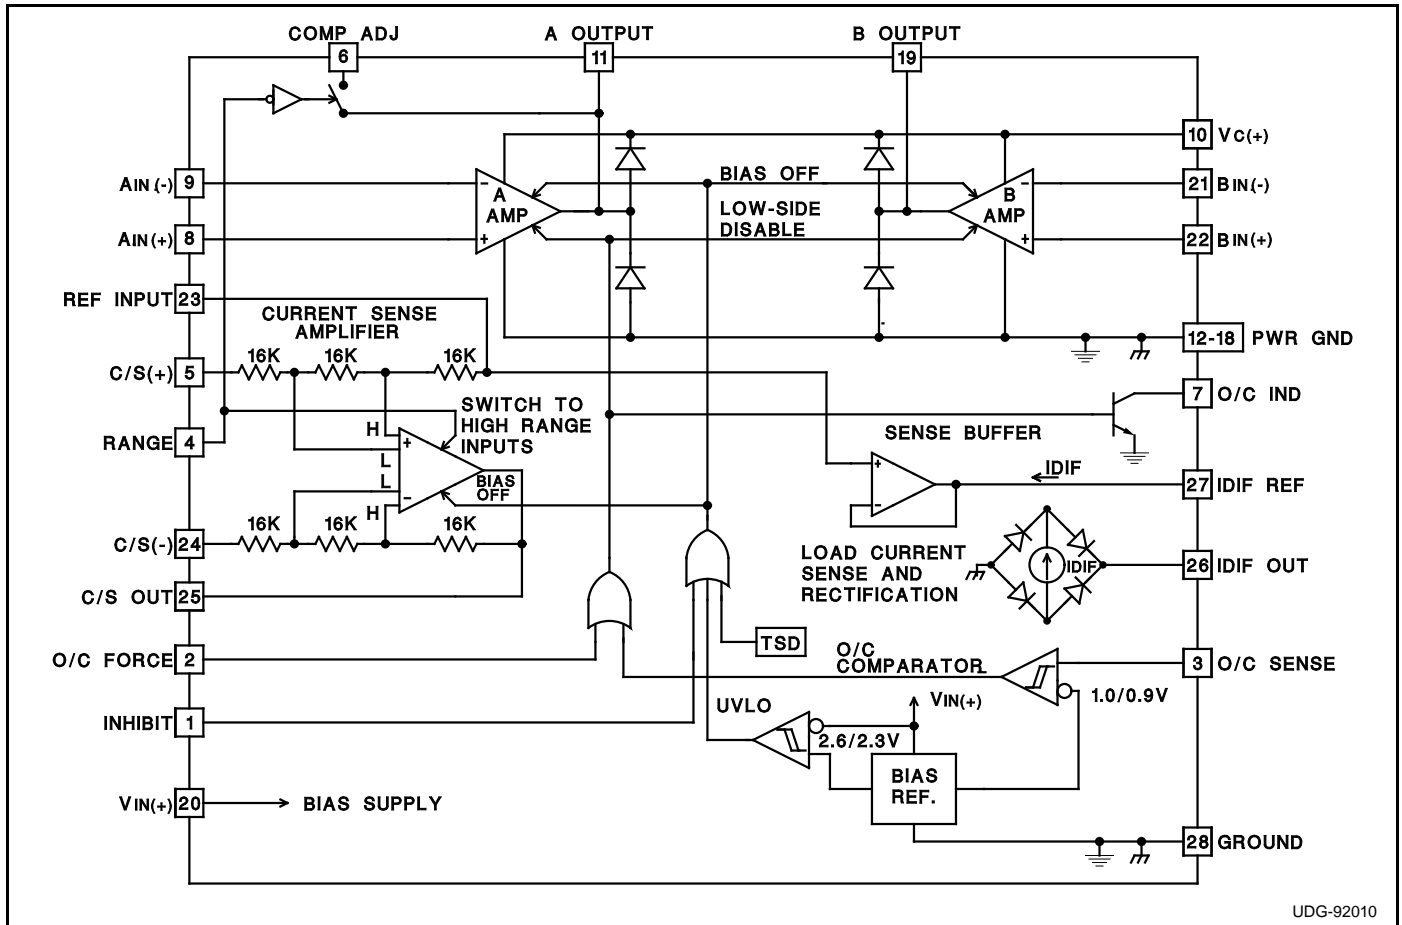 COMP ADJ
A OUTPUT
B OUTPUT
6
11
19
10 VC(+)
AIN(-) 9
A
AMP
-
+
BIAS OFF
LOW-SIDE
DISABLE
B
AMP
-
+
21 BIN(-)
AIN(+) 8
22 BIN(+)
REF INPUT 23
CURRENT SENSE
AMPLIFIER
12-18 PWR GND
C/S(+) 5
16K
16K
16K
7 O/C IND
RANGE 4
SWITCH TO
HIGH RANGE
INPUTS
H
L
L
H
+
-
BIAS
OFF
SENSE BUFFER
+
-
IDIF
27 IDIF REF
C/S(-) 24
16K
16K
16K
LOAD CURRENT
SENSE AND
RECTIFICATION
IDIF
26 IDIF OUT
C/S OUT 25
TSD
O/C FORCE 2
O/C
COMPARATOR
3 O/C SENSE
1.0/0.9V
INHIBIT 1
UVLO
VIN(+)
2.6/2.3V
BIAS
REF.
VIN(+) 20
BIAS SUPPLY
28 GROUND
UDG-92010